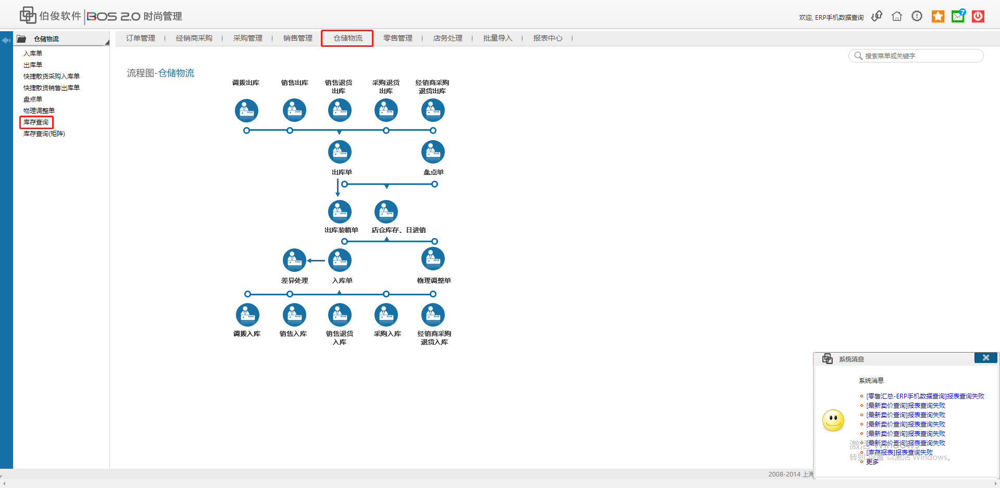 伯俊软件 BOS 2.0 时尚管理
欢迎, ERP手机数据查询
7
仓储物流
订单管理 经销商采购 采购管理 销售管理 仓储物流 零售管理 店务处理 批量导入 报表中心
搜索菜单或关键字
入库单
出库单
快捷散货采购入库单
快捷散货销售出库单
盘点单
物理调整单
库存查询
库存查询(矩阵)
流程图-仓储物流
调拨出库 销售出库 销售退货 采购退货 经销商采购
出库 出库 退货出库
出库单 盘点单
出库装箱单 店仓库存、日进销
差异处理 入库单 物理调整单
调拨入库 销售入库 销售退货 采购入库 经销商采购
入库 退货入库
系统消息
系统消息
[零售汇总-ERP手机数据查询]报表查询失败
[最新卖价查询]报表查询失败
[最新卖价查询]报表查询失败
[最新卖价查询]报表查询失败
[最新卖价查询]报表查询失败
[最新卖价查询]报表查询失败
[库存报表]报表查询失败
更多
激活 Windows
转到"设置"以激活 Windows。
2008-2014 上海